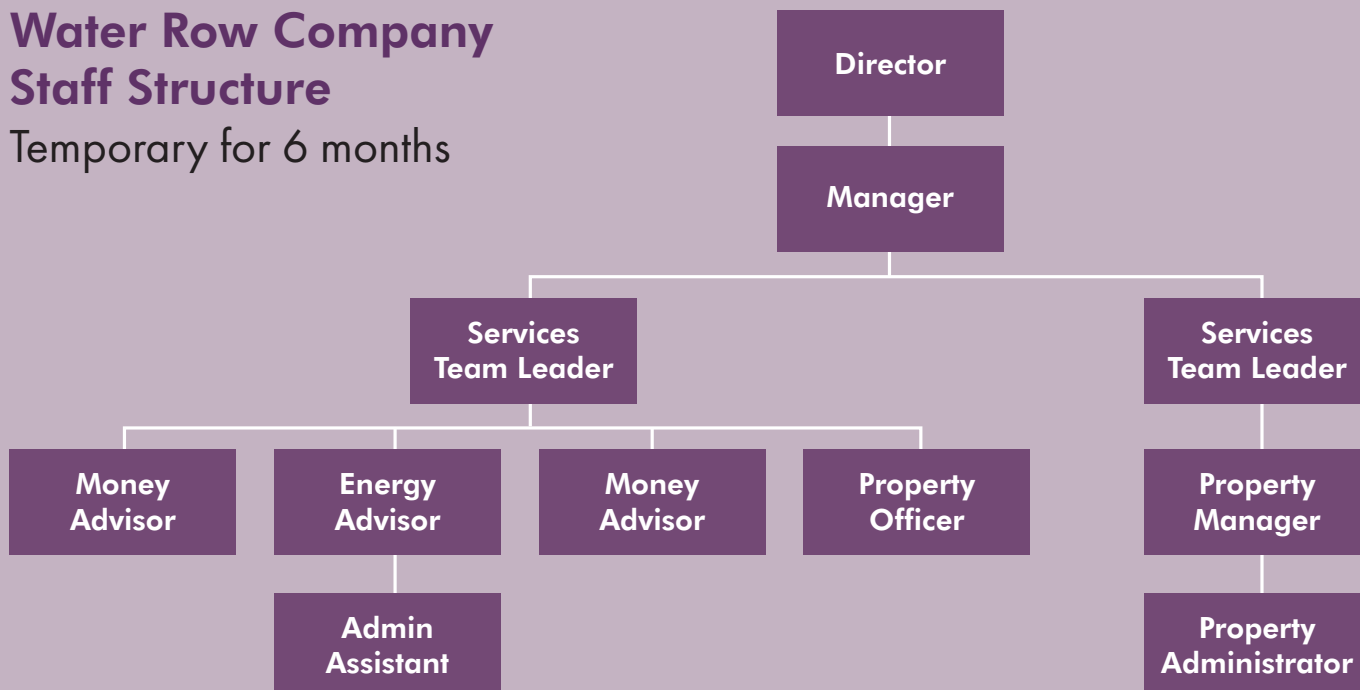 Water Row Company
Staff Structure
Temporary for 6 months
Director
Manager
Services
Team Leader
Services
Team Leader
Money
Advisor
Energy
Advisor
Money
Advisor
Property
Officer
Property
Manager
Admin
Assistant
Property
Administrator